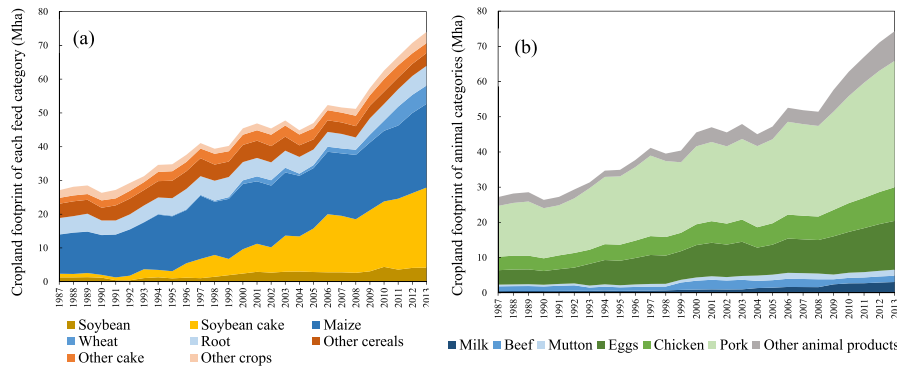 Cropland footprint of each feed category (Mha)
80
70
60
50
40
30
20
10
0
(a)
1987 1988 1989 1990 1991 1992 1993 1994 1995 1996 1997 1998 1999 2000 2001 2002 2003 2004 2005 2006 2007 2008 2009 2010 2011 2012 2013
Soybean Soybean cake Maize
Wheat Root Other cereals
Other cake Other crops
Cropland footprint of animal categories (Mha)
80
70
60
50
40
30
20
10
0
(b)
1987 1988 1989 1990 1991 1992 1993 1994 1995 1996 1997 1998 1999 2000 2001 2002 2003 2004 2005 2006 2007 2008 2009 2010 2011 2012 2013
Milk Beef Mutton Eggs Chicken Pork Other animal products